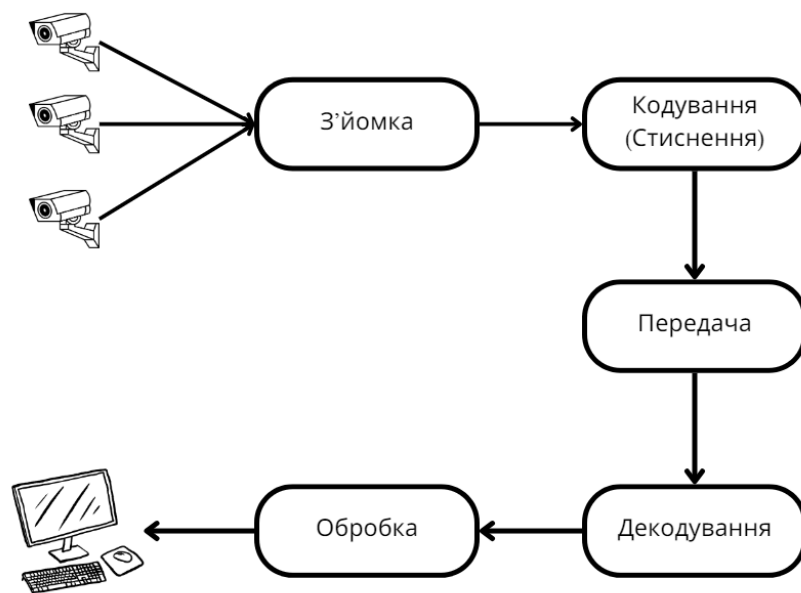 З’йомка
Кодування
(Стиснення)
Передача
Декодування
Обробка